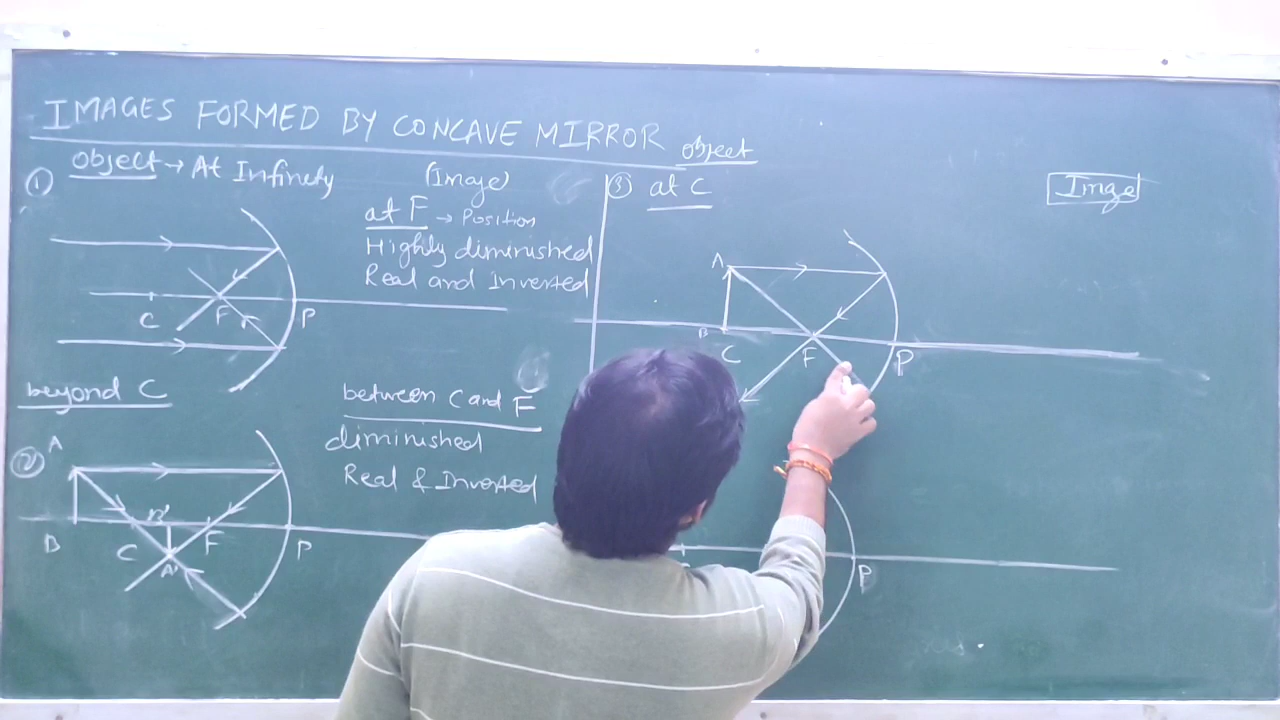 IMAGES FORMED BY CONCAVE MIRROR
① object → At Infinety
(Image)
at F → Position
Highly diminished
Real and Inverted
C F P
beyond C
②
A
B C B' F P
A'
between C and F
diminished
Real & Inverted
object
③ at C
Image
A
B
C F P
P